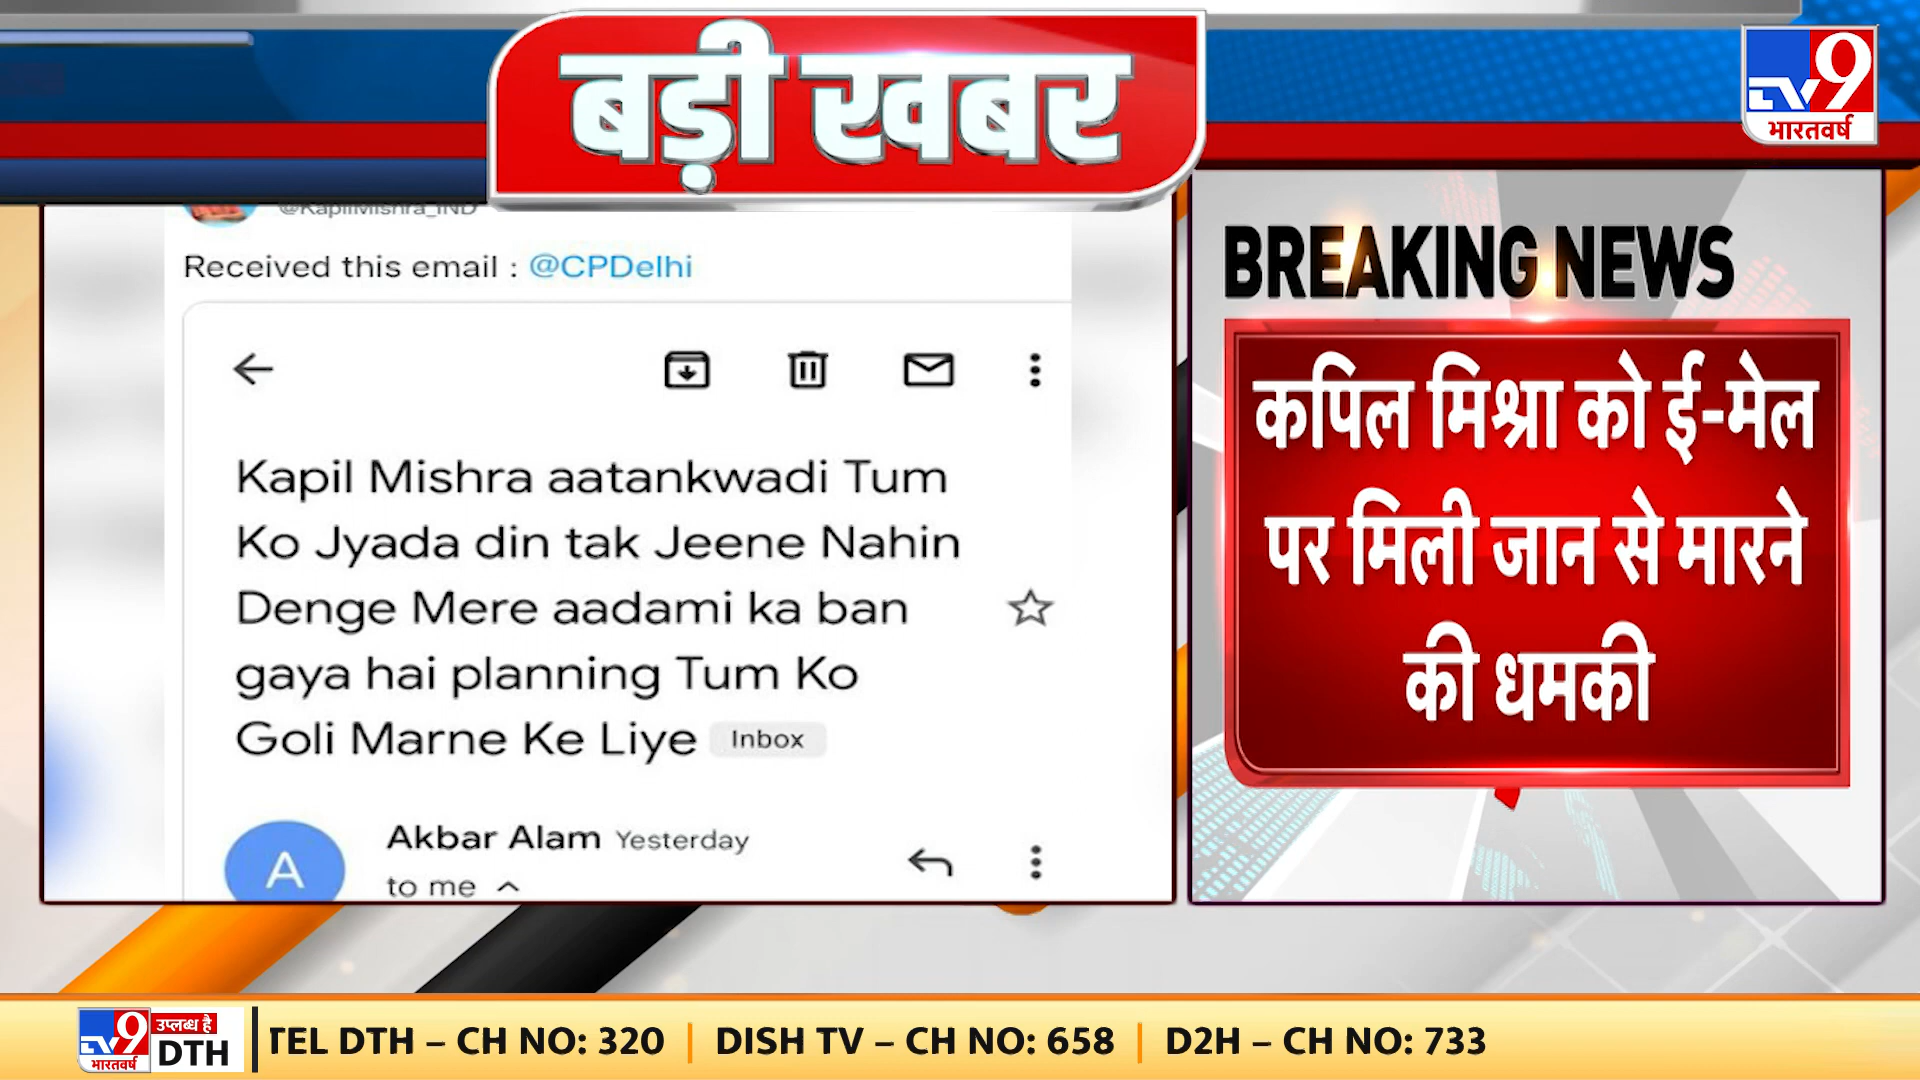 बड़ी खबर
TV9
भारतवर्ष
@KapilMishra_IND
Received this email : @CPDelhi
Kapil Mishra aatankwadi Tum
Ko Jyada din tak Jeene Nahin
Denge Mere aadami ka ban
gaya hai planning Tum Ko
Goli Marne Ke Liye Inbox
A
Akbar Alam Yesterday
to me
BREAKING NEWS
कपिल मिश्रा को ई-मेल
पर मिली जान से मारने
की धमकी
TV9 भारतवर्ष उप्लब्ध है DTH
TEL DTH – CH NO: 320 | DISH TV – CH NO: 658 | D2H – CH NO: 733